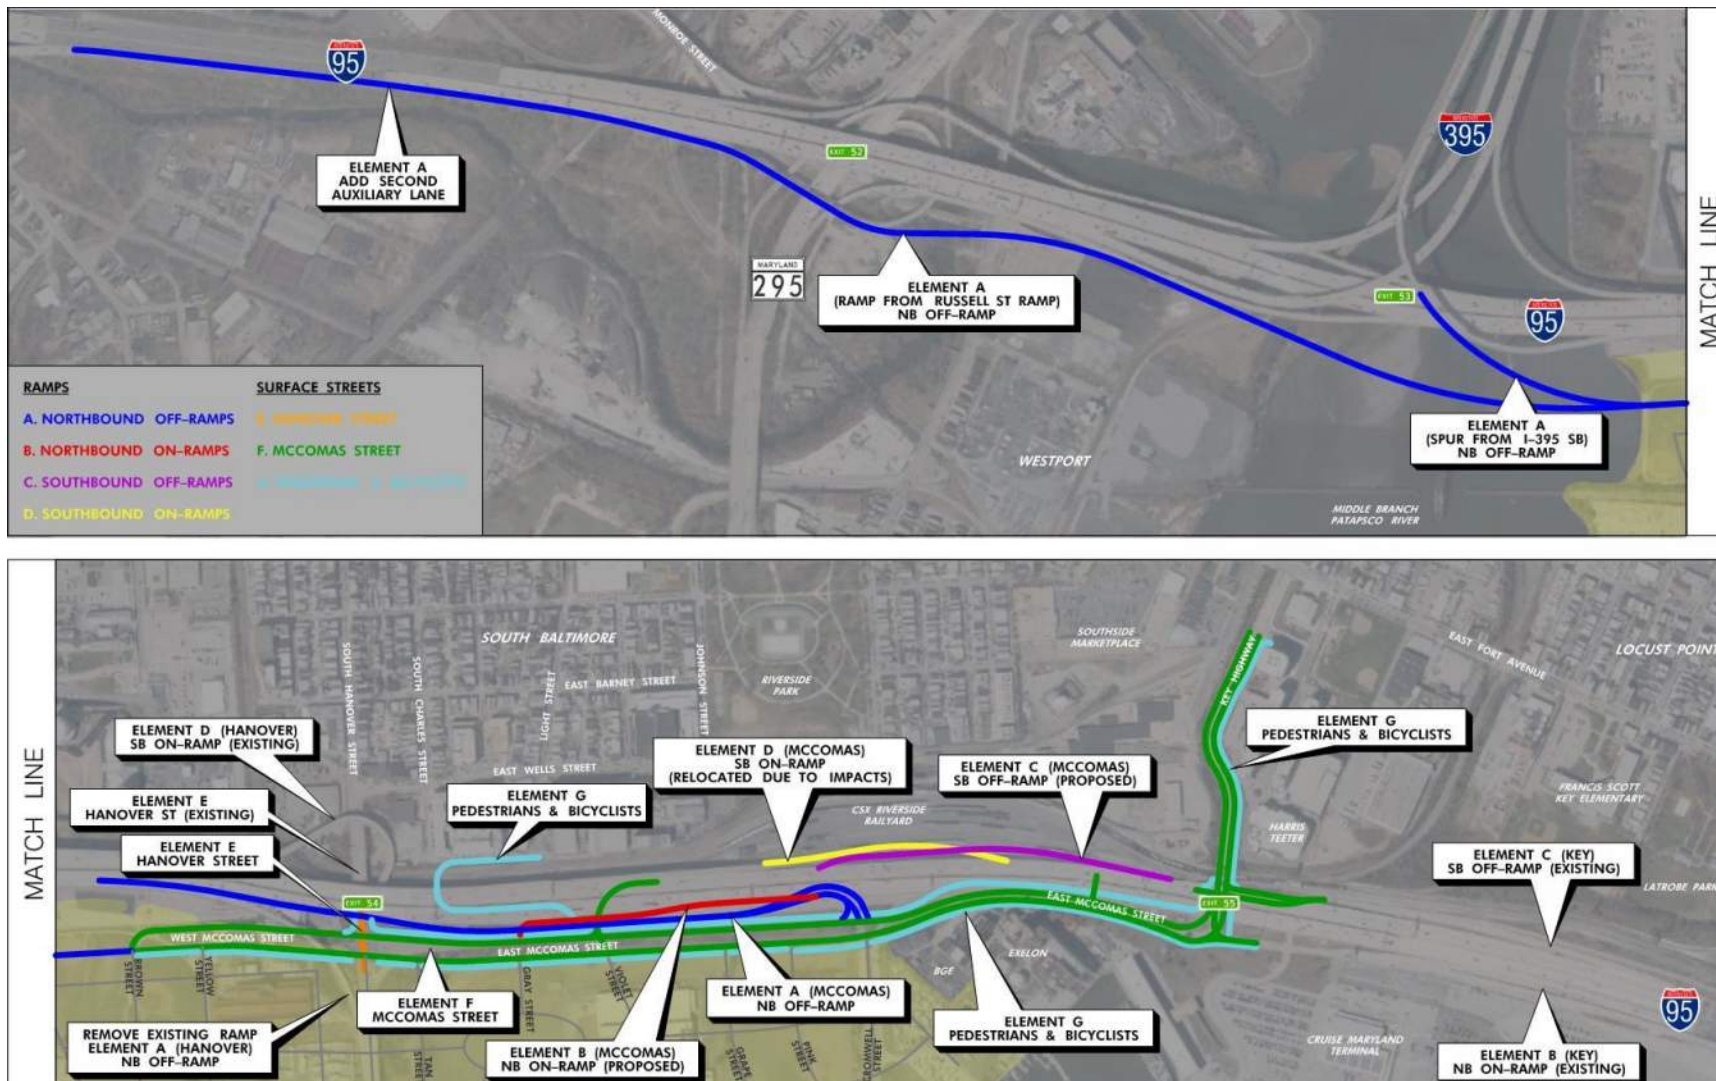 MONROE STREET
95
ELEMENT A
ADD SECOND
AUXILIARY LANE
EXIT 52
395
MATCH LINE
MARYLAND
295
ELEMENT A
(RAMP FROM RUSSELL ST RAMP)
NB OFF-RAMP
EXIT 53
95
RAMPS
SURFACE STREETS
A. NORTHBOUND OFF-RAMPS
E. HANOVER STREET
B. NORTHBOUND ON-RAMPS
F. MCCOMAS STREET
C. SOUTHBOUND OFF-RAMPS
G. PEDESTRIANS & BICYCLISTS
D. SOUTHBOUND ON-RAMPS
WESTPORT
ELEMENT A
(SPUR FROM I-395 SB)
NB OFF-RAMP
MIDDLE BRANCH
PATAPSCO RIVER
MATCH LINE
SOUTH BALTIMORE
SOUTH HANOVER STREET
SOUTH CHARLES STREET
LIGHT STREET
EAST BARNEY STREET
JOHNSON STREET
RIVERSIDE
PARK
SOUTHSIDE
MARKETPLACE
KEY HIGHWAY
EAST FORT AVENUE
LOCUST POINT
ELEMENT D (HANOVER)
SB ON-RAMP (EXISTING)
EAST WELLS STREET
ELEMENT D (MCCOMAS)
SB ON-RAMP
(RELOCATED DUE TO IMPACTS)
ELEMENT C (MCCOMAS)
SB OFF-RAMP (PROPOSED)
ELEMENT G
PEDESTRIANS & BICYCLISTS
ELEMENT E
HANOVER ST (EXISTING)
ELEMENT G
PEDESTRIANS & BICYCLISTS
CSX RIVERSIDE
RAILYARD
FRANCIS SCOTT
KEY ELEMENTARY
HARRIS
TEETER
ELEMENT E
HANOVER STREET
ELEMENT C (KEY)
SB OFF-RAMP (EXISTING)
LATROBE PARK
EXIT 54
EXIT 55
WEST MCCOMAS STREET
EAST MCCOMAS STREET
EAST MCCOMAS STREET
BROWN
STREET
YELLOW
STREET
GRAY STREET
VIOLET
STREET
BGE
EXELON
ELEMENT F
MCCOMAS STREET
ELEMENT A (MCCOMAS)
NB OFF-RAMP
ELEMENT G
PEDESTRIANS & BICYCLISTS
95
REMOVE EXISTING RAMP
ELEMENT A (HANOVER)
NB OFF-RAMP
TAN
STREET
ELEMENT B (MCCOMAS)
NB ON-RAMP (PROPOSED)
GRAPE
STREET
PINK
STREET
CROMWELL
STREET
CRUISE MARYLAND
TERMINAL
ELEMENT B (KEY)
NB ON-RAMP (EXISTING)